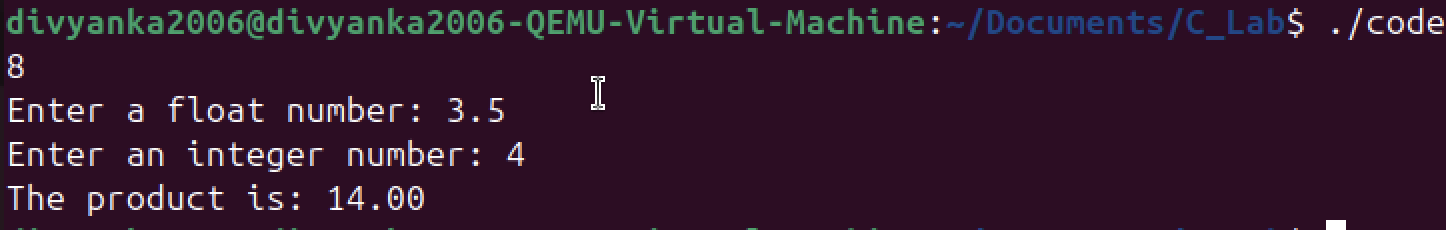 divyanka2006@divyanka2006-QEMU-Virtual-Machine:~/Documents/C_Lab$ ./code
8
Enter a float number: 3.5
Enter an integer number: 4
The product is: 14.00